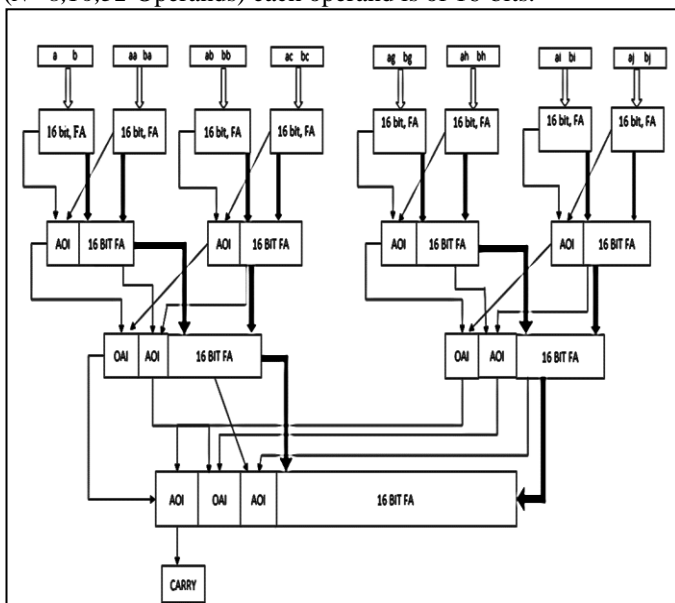 (N=8,16,32 Operands) each operand is of 16 bits.
a b aa ba ab bb ac bc ag bg ah bh ai bi aj bj
16 bit, FA 16 bit, FA 16 bit, FA 16 bit, FA 16 bit, FA 16 bit, FA 16 bit, FA 16 bit, FA
AOI 16 BIT FA AOI 16 BIT FA AOI 16 BIT FA AOI 16 BIT FA
OAI AOI 16 BIT FA OAI AOI 16 BIT FA
AOI OAI AOI 16 BIT FA
CARRY